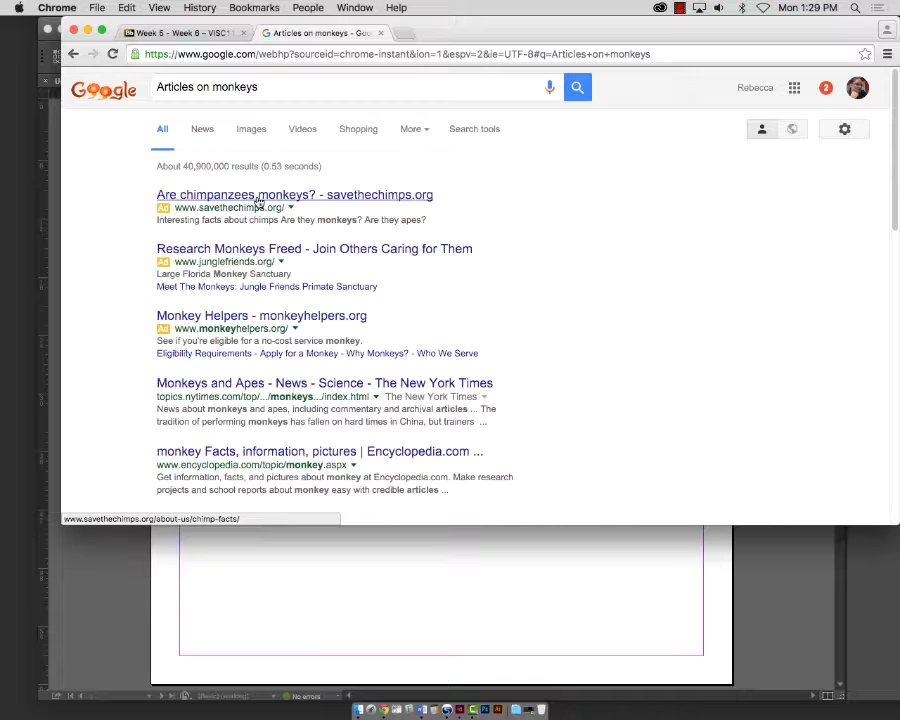 Chrome File Edit View History Bookmarks People Window Help Mon 1:29 PM
Week 5 - Week 6 - VISC11 Articles on monkeys - Goo
https://www.google.com/webhp?sourceid=chrome-instant&ion=1&espv=2&ie=UTF-8#q=Articles+on+monkeys
Google Articles on monkeys Rebecca 2
All News Images Videos Shopping More Search tools
About 40,900,000 results (0.53 seconds)
Are chimpanzees monkeys? - savethechimps.org
Ad www.savethechimps.org/
Interesting facts about chimps Are they monkeys? Are they apes?
Research Monkeys Freed - Join Others Caring for Them
Ad www.junglefriends.org/
Large Florida Monkey Sanctuary
Meet The Monkeys: Jungle Friends Primate Sanctuary
Monkey Helpers - monkeyhelpers.org
Ad www.monkeyhelpers.org/
See if you're eligible for a no-cost service monkey.
Eligibility Requirements - Apply for a Monkey - Why Monkeys? - Who We Serve
Monkeys and Apes - News - Science - The New York Times
topics.nytimes.com/top/.../monkeys.../index.html The New York Times
News about monkeys and apes, including commentary and archival articles ... The
tradition of performing monkeys has fallen on hard times in China, but trainers ...
monkey Facts, information, pictures | Encyclopedia.com ...
www.encyclopedia.com/topic/monkey.aspx
Get information, facts, and pictures about monkey at Encyclopedia.com. Make research
projects and school reports about monkey easy with credible articles ...
www.savethechimps.org/about-us/chimp-facts/
No errors